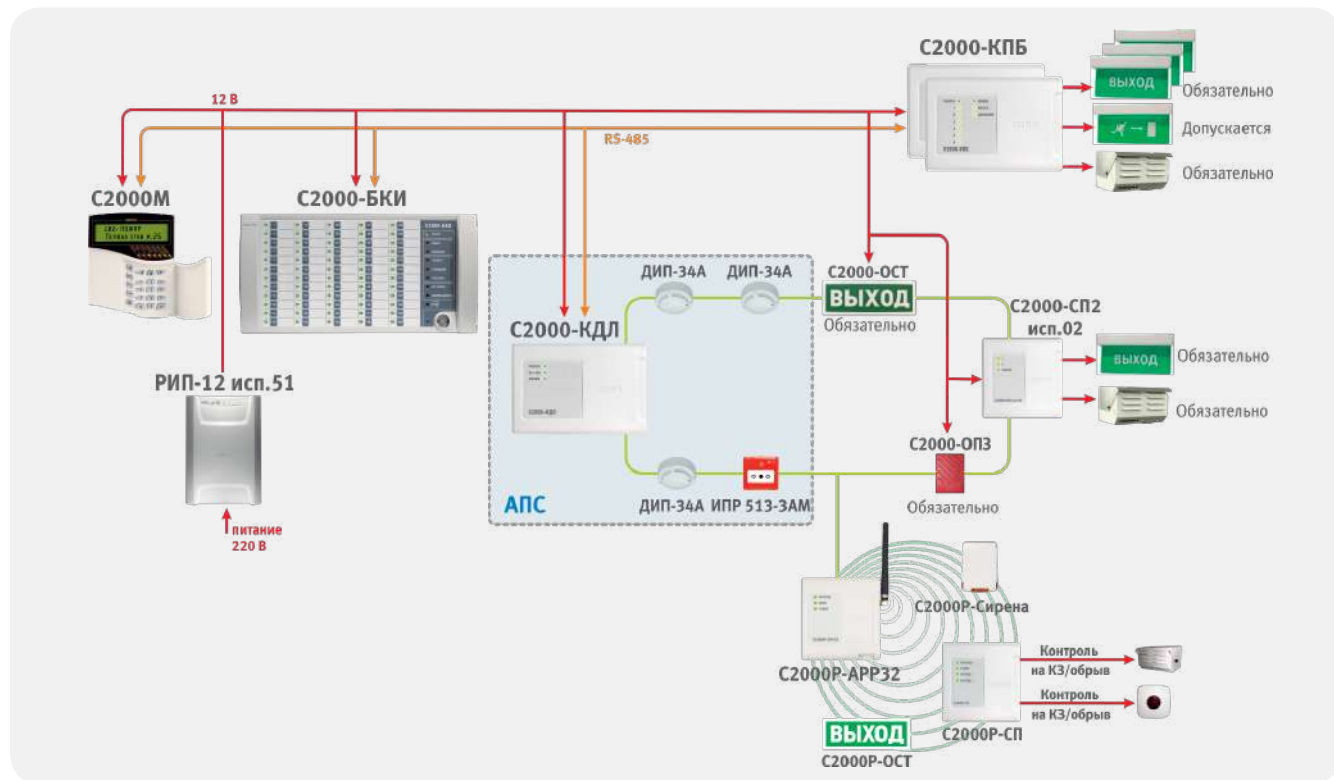 С2000-КПБ
ВЫХОД
Обязательно
12 В
Допускается
RS-485
Обязательно
С2000М
С2000-БКИ
ДИП-34А
ДИП-34А
С2000-ОСТ
ВЫХОД
Обязательно
С2000-СП2
исп.02
С2000-КДЛ
ВЫХОД
Обязательно
Обязательно
РИП-12 исп.51
С2000-ОПЗ
Обязательно
АПС
ДИП-34А
ИПР 513-3АМ
питание
220 В
С2000Р-Сирена
С2000Р-АРР32
Контроль
на КЗ/обрыв
Контроль
на КЗ/обрыв
ВЫХОД
С2000Р-СП
С2000Р-ОСТ